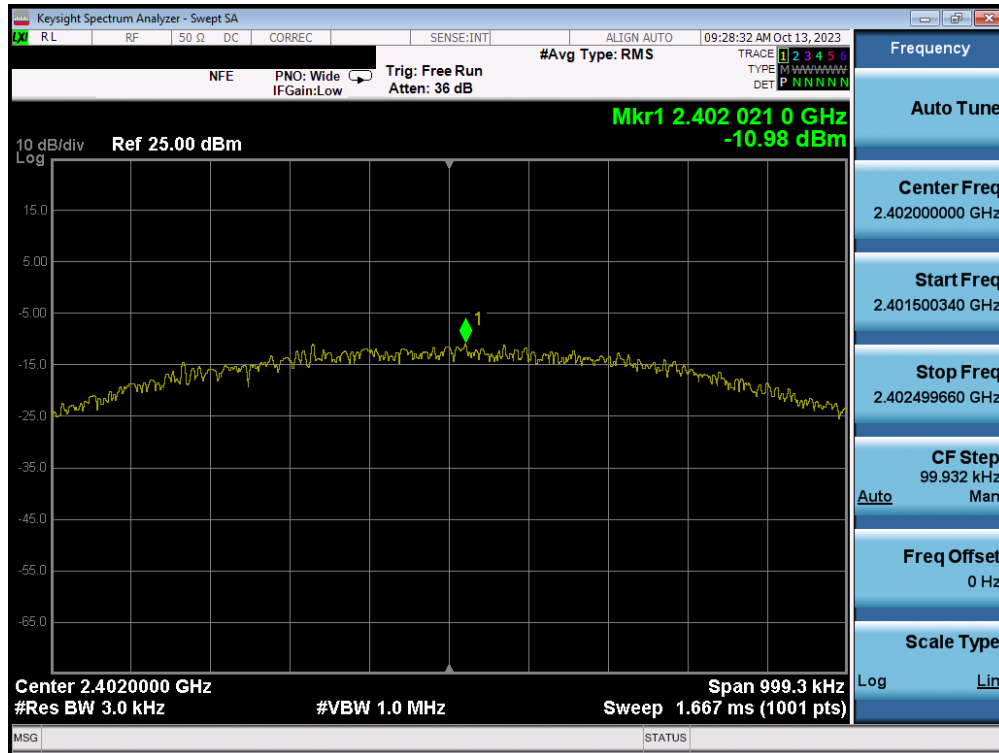 Keysight Spectrum Analyzer - Swept SA
LXI RL RF 50 Ω DC CORREC SENSE:INT ALIGN AUTO 09:28:32 AM Oct 13, 2023
NFE PNO: Wide Trig: Free Run #Avg Type: RMS TRACE 1 2 3 4 5 6
IFGain:Low Atten: 36 dB TYPE M WWWWW
DET P N N N N N
Mkr1 2.402 021 0 GHz
-10.98 dBm
10 dB/div Ref 25.00 dBm
Log
15.0
5.00
-5.00
1
-15.0
-25.0
-35.0
-45.0
-55.0
-65.0
Center 2.4020000 GHz Span 999.3 kHz
#Res BW 3.0 kHz #VBW 1.0 MHz Sweep 1.667 ms (1001 pts)
MSG STATUS
Frequency
Auto Tune
Center Freq
2.402000000 GHz
Start Freq
2.401500340 GHz
Stop Freq
2.402499660 GHz
CF Step
99.932 kHz
Auto Man
Freq Offset
0 Hz
Scale Type
Log Lin